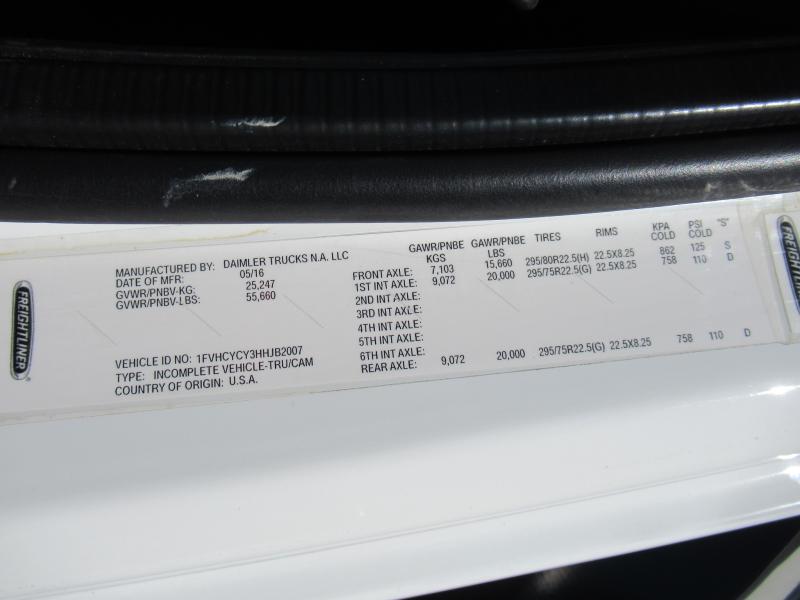 FREIGHTLINER
MANUFACTURED BY: DAIMLER TRUCKS N.A. LLC
DATE OF MFR: 05/16
GVWR/PNBV-KG: 25,247
GVWR/PNBV-LBS: 55,660
VEHICLE ID NO: 1FVHCYCY3HHJB2007
TYPE: INCOMPLETE VEHICLE-TRU/CAM
COUNTRY OF ORIGIN: U.S.A.
GAWR/PNBE KGS GAWR/PNBE LBS TIRES RIMS KPA COLD PSI COLD "S"
FRONT AXLE: 7,103 15,660 295/80R22.5(H) 22.5X8.25 862 125 S
1ST INT AXLE: 9,072 20,000 295/75R22.5(G) 22.5X8.25 758 110 D
2ND INT AXLE:
3RD INT AXLE:
4TH INT AXLE:
5TH INT AXLE:
6TH INT AXLE:
REAR AXLE: 9,072 20,000 295/75R22.5(G) 22.5X8.25 758 110 D
FREIGHTLINER